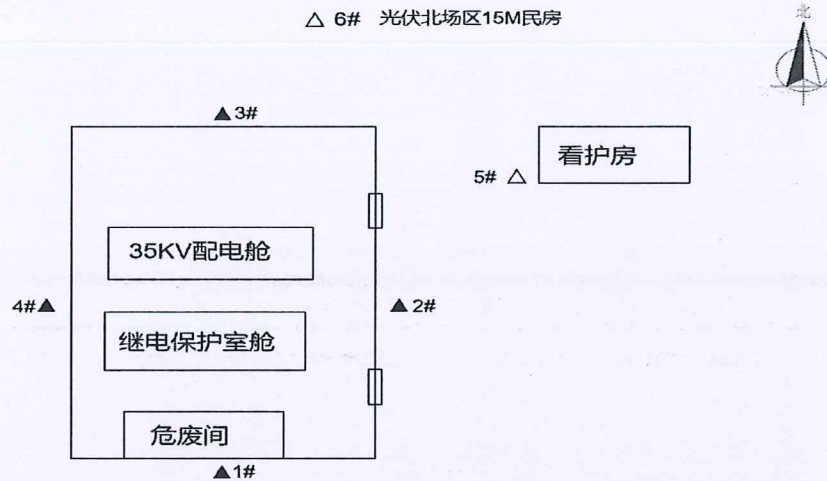 △ 6# 光伏北场区15M民房
北
▲3#
看护房
5# △
35KV配电舱
4#▲
▲2#
继电保护室舱
危废间
▲1#